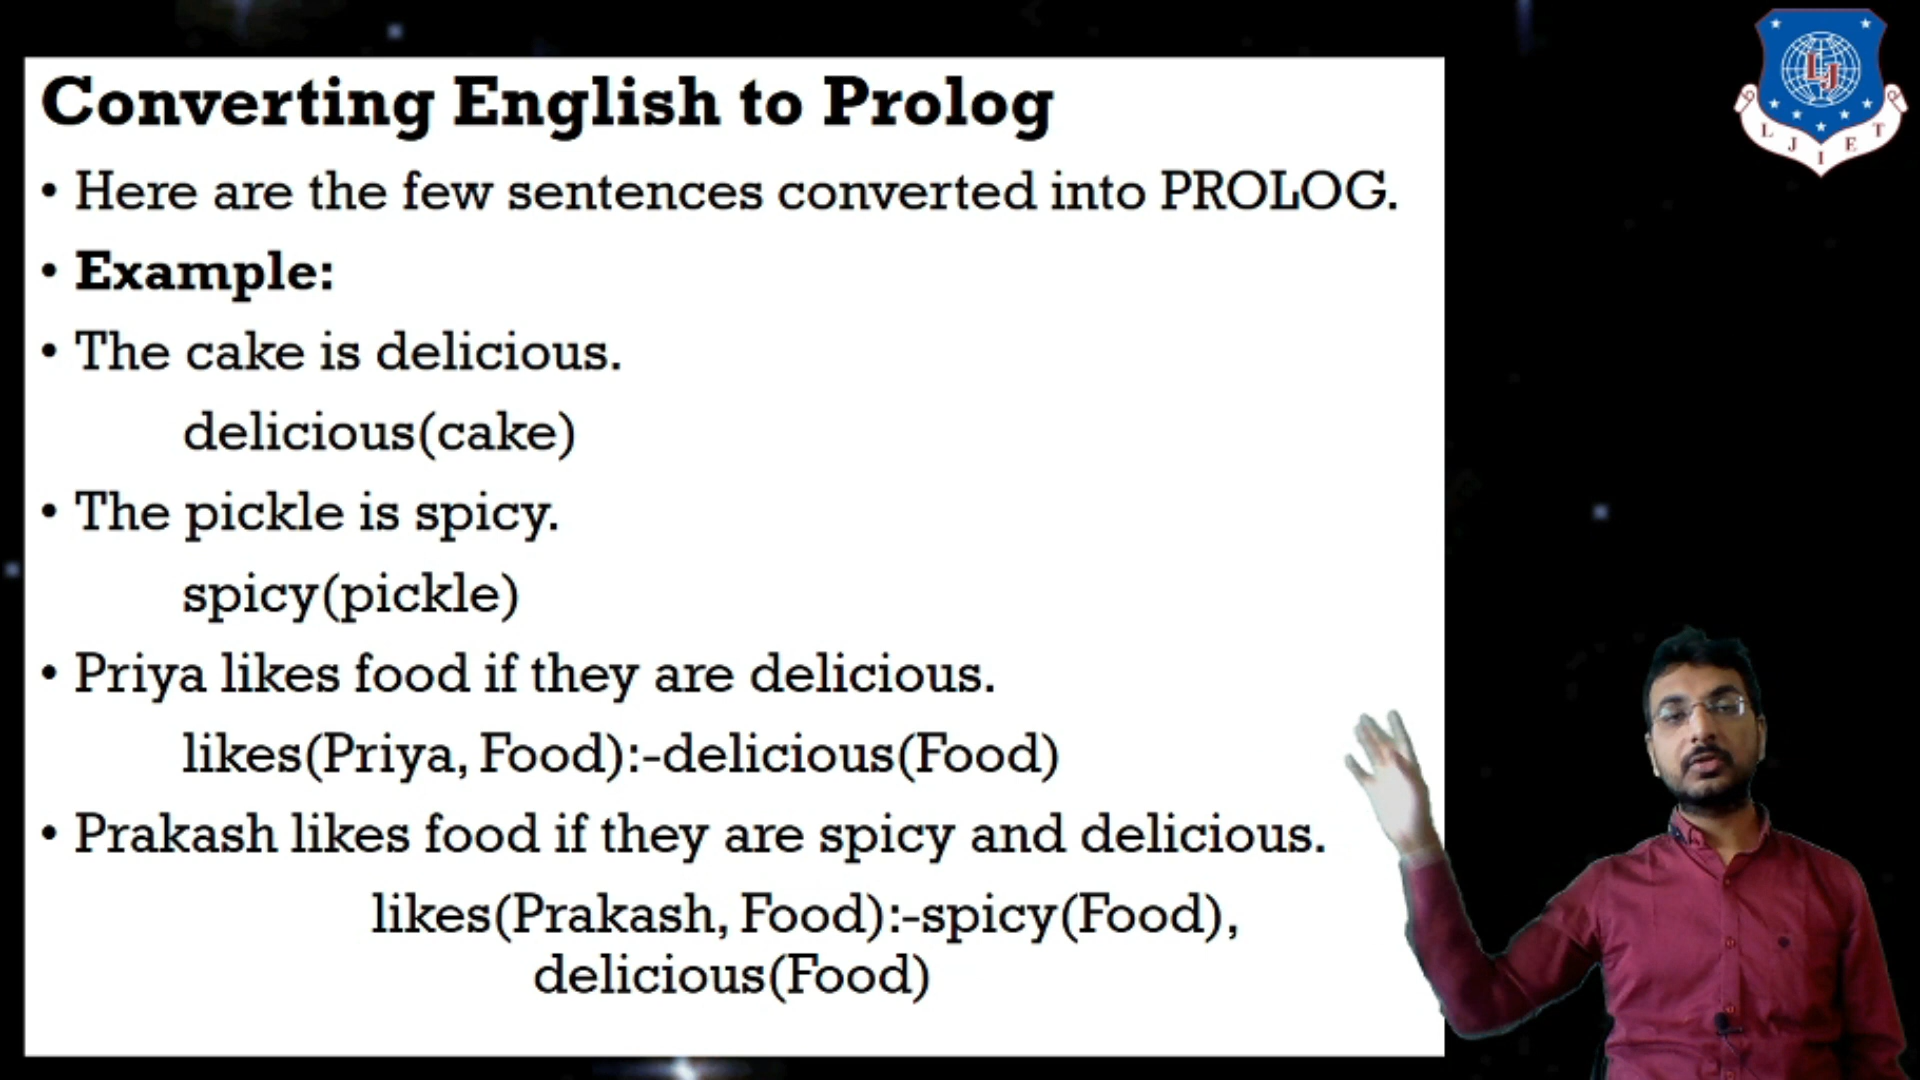 Converting English to Prolog
• Here are the few sentences converted into PROLOG.
• Example:
• The cake is delicious.
delicious(cake)
• The pickle is spicy.
spicy(pickle)
• Priya likes food if they are delicious.
likes(Priya, Food):-delicious(Food)
• Prakash likes food if they are spicy and delicious.
likes(Prakash, Food):-spicy(Food),
delicious(Food)
LJ
L J I E T